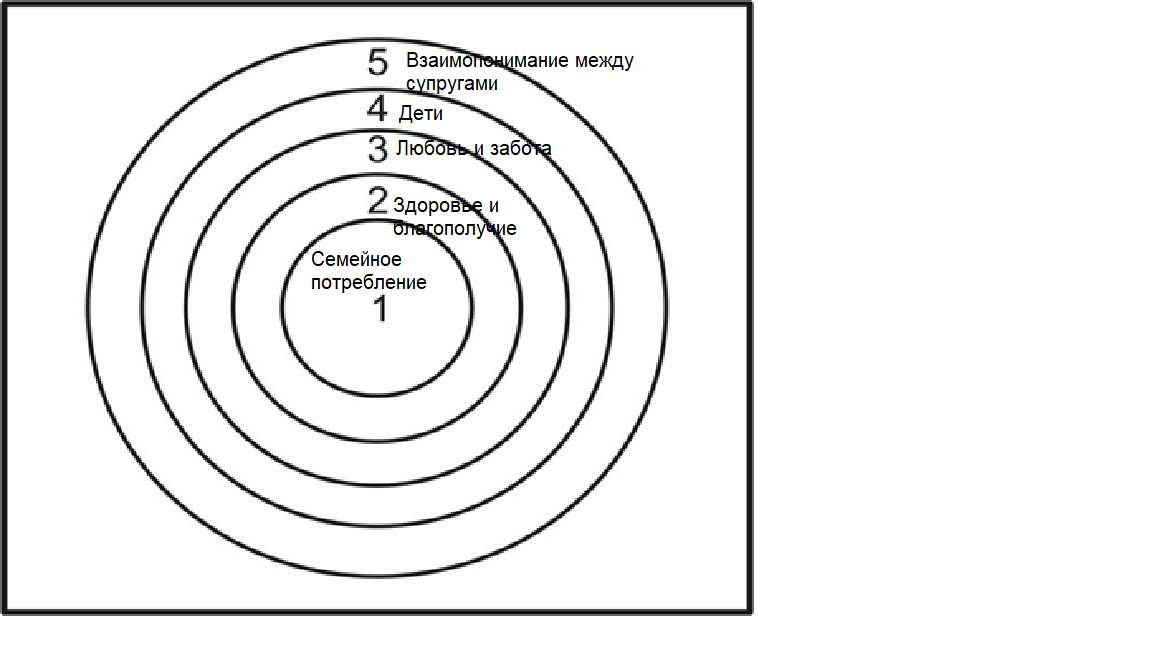 5 Взаимопонимание между
супругами
4 Дети
3 Любовь и забота
2 Здоровье и
благополучие
Семейное
потребление
1